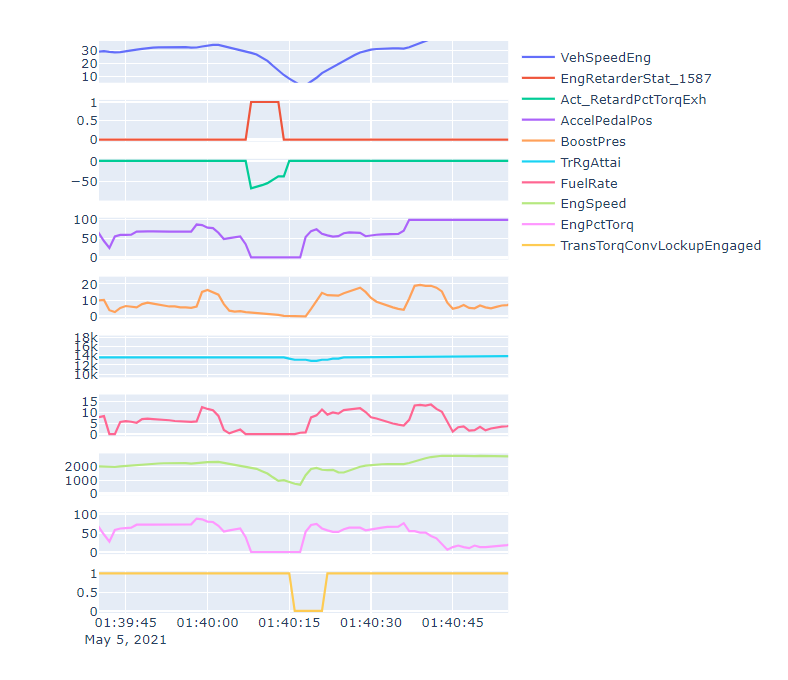 30
20
10
1
0.5
0
0
−50
100
50
0
20
10
0
18k
16k
14k
12k
10k
15
10
5
0
2000
1000
0
100
50
0
1
0.5
0
01:39:45
May 5, 2021
01:40:00
01:40:15
01:40:30
01:40:45
VehSpeedEng
EngRetarderStat_1587
Act_RetardPctTorqExh
AccelPedalPos
BoostPres
TrRgAttai
FuelRate
EngSpeed
EngPctTorq
TransTorqConvLockupEngaged